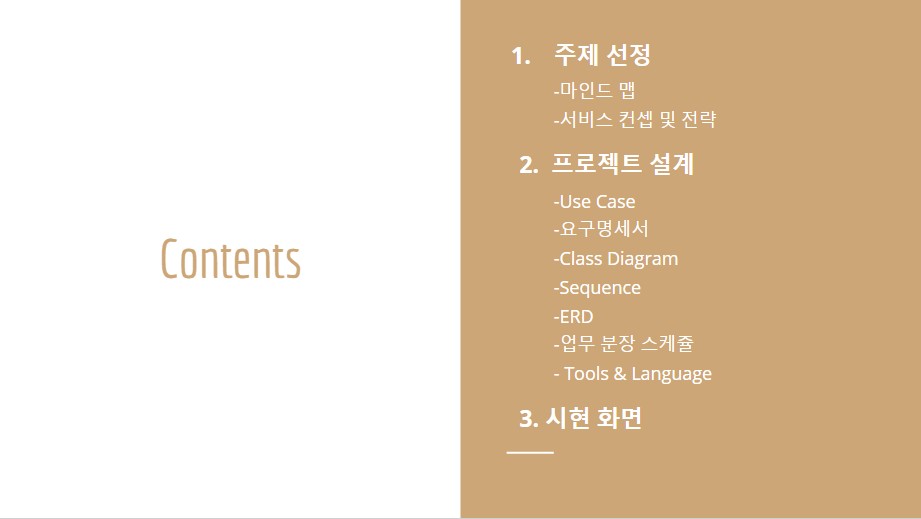 Contents
1. 주제 선정
-마인드 맵
-서비스 컨셉 및 전략
2. 프로젝트 설계
-Use Case
-요구명세서
-Class Diagram
-Sequence
-ERD
-업무 분장 스케쥴
- Tools & Language
3. 시현 화면